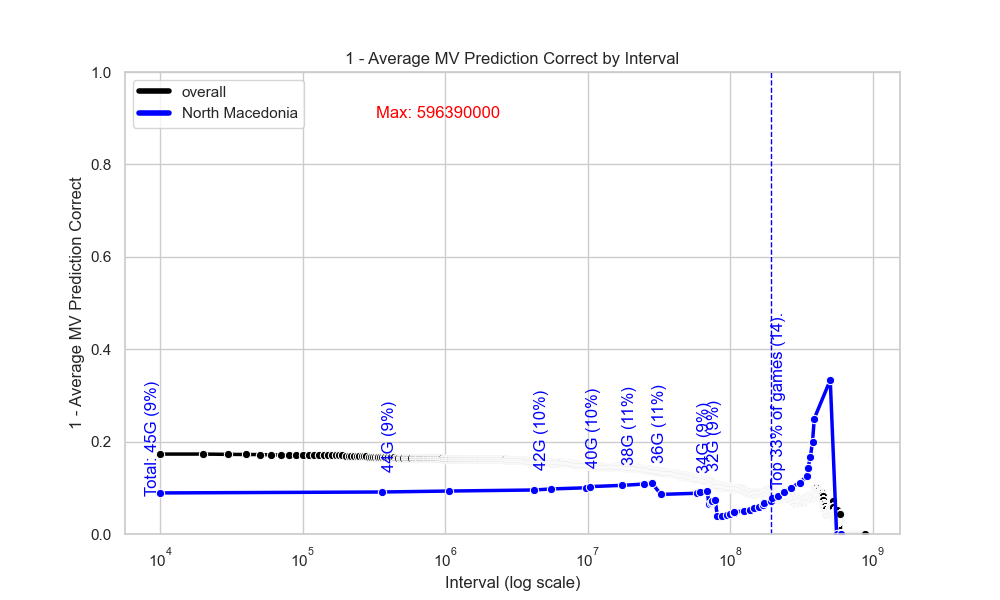 1 - Average MV Prediction Correct by Interval
overall
North Macedonia
Max: 596390000
1 - Average MV Prediction Correct
1.0
0.8
0.6
0.4
0.2
0.0
Total: 45G (9%)
44G (9%)
42G (10%)
40G (10%)
38G (11%)
36G (11%)
34G (9%)
32G (9%)
Top 33% of games (14):
10^4
10^5
10^6
10^7
10^8
10^9
Interval (log scale)